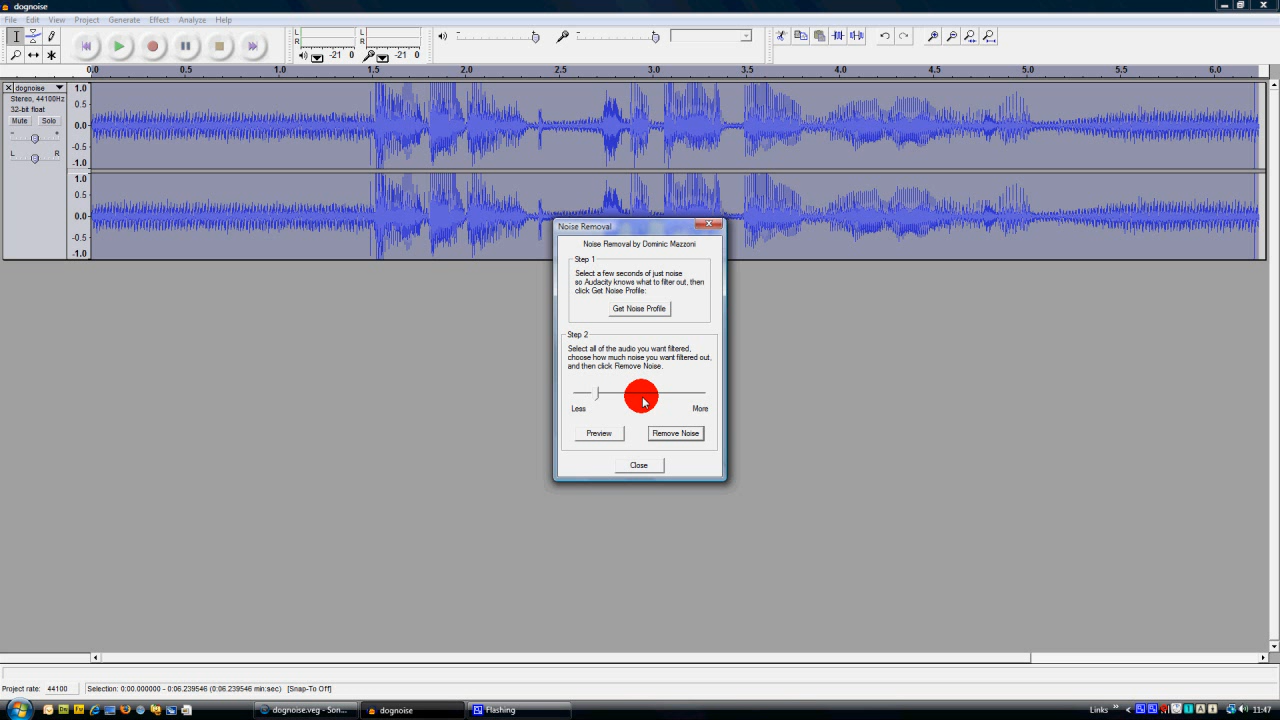 dognoise
File Edit View Project Generate Effect Analyze Help
L
R
-21 0
L
R
-21 0
0.0 0.5 1.0 1.5 2.0 2.5 3.0 3.5 4.0 4.5 5.0 5.5 6.0
dognoise
Stereo, 44100Hz
32-bit float
Mute Solo
- +
L R
1.0
0.5
0.0
-0.5
-1.0
1.0
0.5
0.0
-0.5
-1.0
Noise Removal
Noise Removal by Dominic Mazzoni
Step 1
Select a few seconds of just noise
so Audacity knows what to filter out, then
click Get Noise Profile:
Get Noise Profile
Step 2
Select all of the audio you want filtered,
choose how much noise you want filtered out,
and then click Remove Noise.
Less More
Preview Remove Noise
Close
Project rate: 44100 Selection: 0:00.000000 - 0:06.239546 (0:06.239546 min:sec) [Snap-To Off]
dognoise.veg - Son... dognoise Flashing Links » 11:47